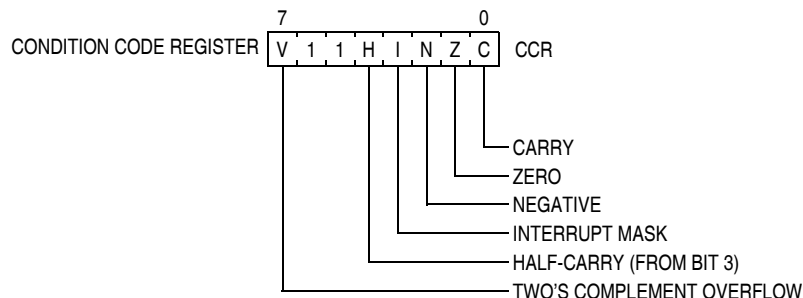 7 0
CONDITION CODE REGISTER V 1 1 H I N Z C CCR
CARRY
ZERO
NEGATIVE
INTERRUPT MASK
HALF-CARRY (FROM BIT 3)
TWO'S COMPLEMENT OVERFLOW